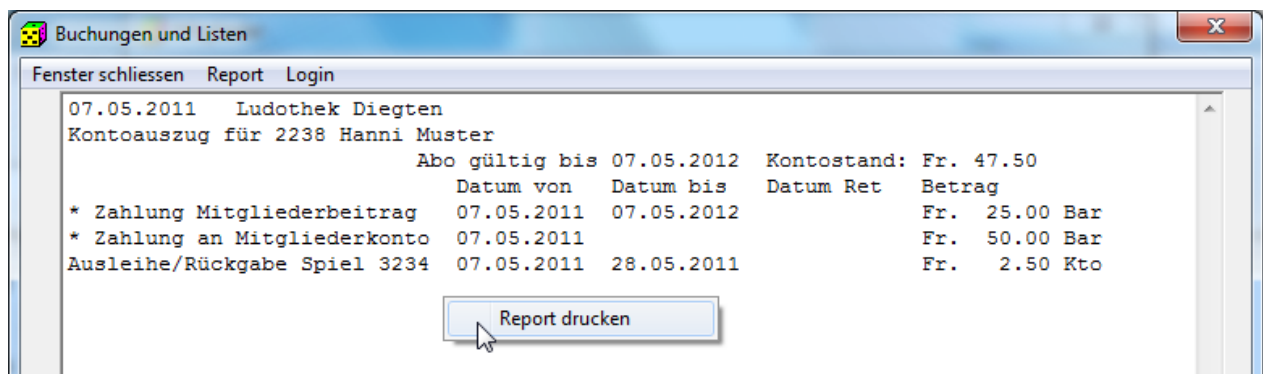 Buchungen und Listen
Fenster schliessen Report Login
07.05.2011 Ludothek Diegten
Kontoauszug für 2238 Hanni Muster
Abo gültig bis 07.05.2012 Kontostand: Fr. 47.50
Datum von Datum bis Datum Ret Betrag
* Zahlung Mitgliederbeitrag 07.05.2011 07.05.2012 Fr. 25.00 Bar
* Zahlung an Mitgliederkonto 07.05.2011 Fr. 50.00 Bar
Ausleihe/Rückgabe Spiel 3234 07.05.2011 28.05.2011 Fr. 2.50 Kto
Report drucken